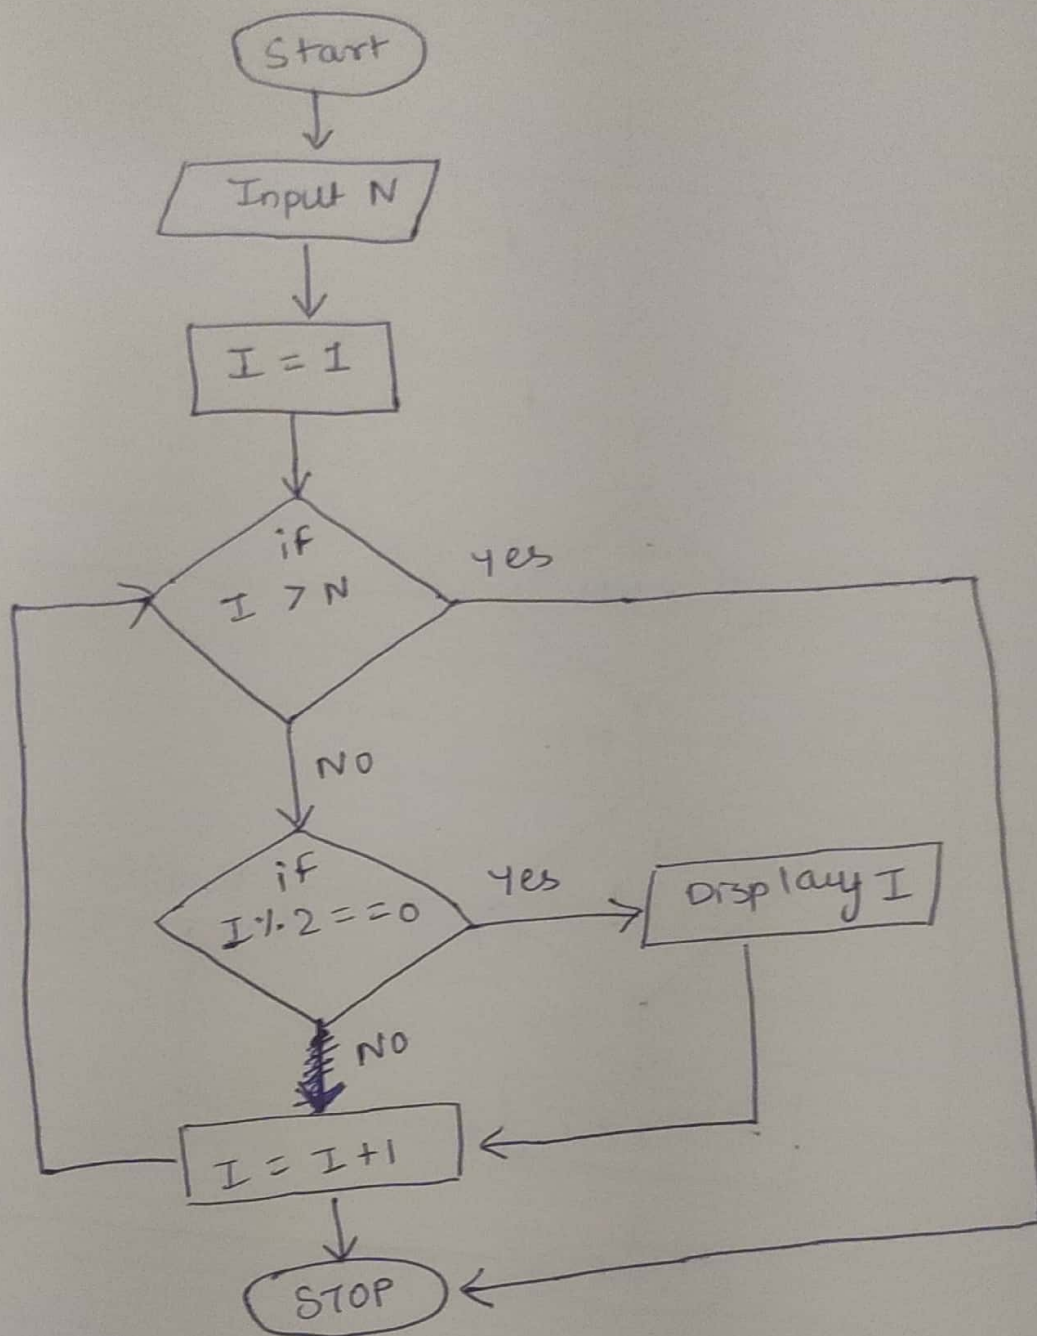 Start
Input N
I = 1
if
I > N
yes
NO
if
I%2==0
yes
Display I
NO
I = I+1
STOP